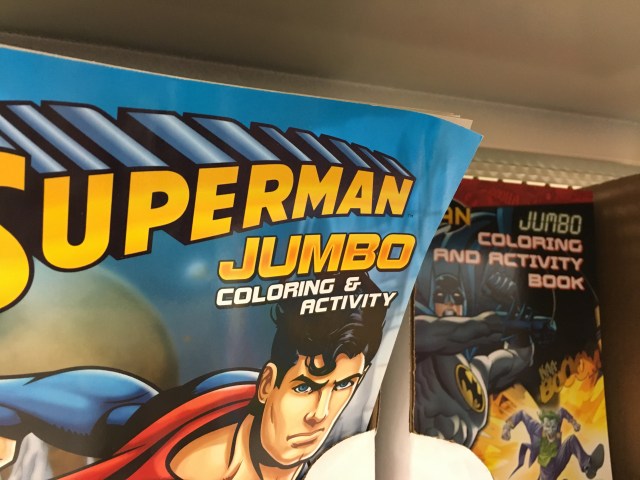 SUPERMAN
JUMBO
COLORING &
ACTIVITY
JUMBO
COLORING
AND ACTIVITY
BOOK